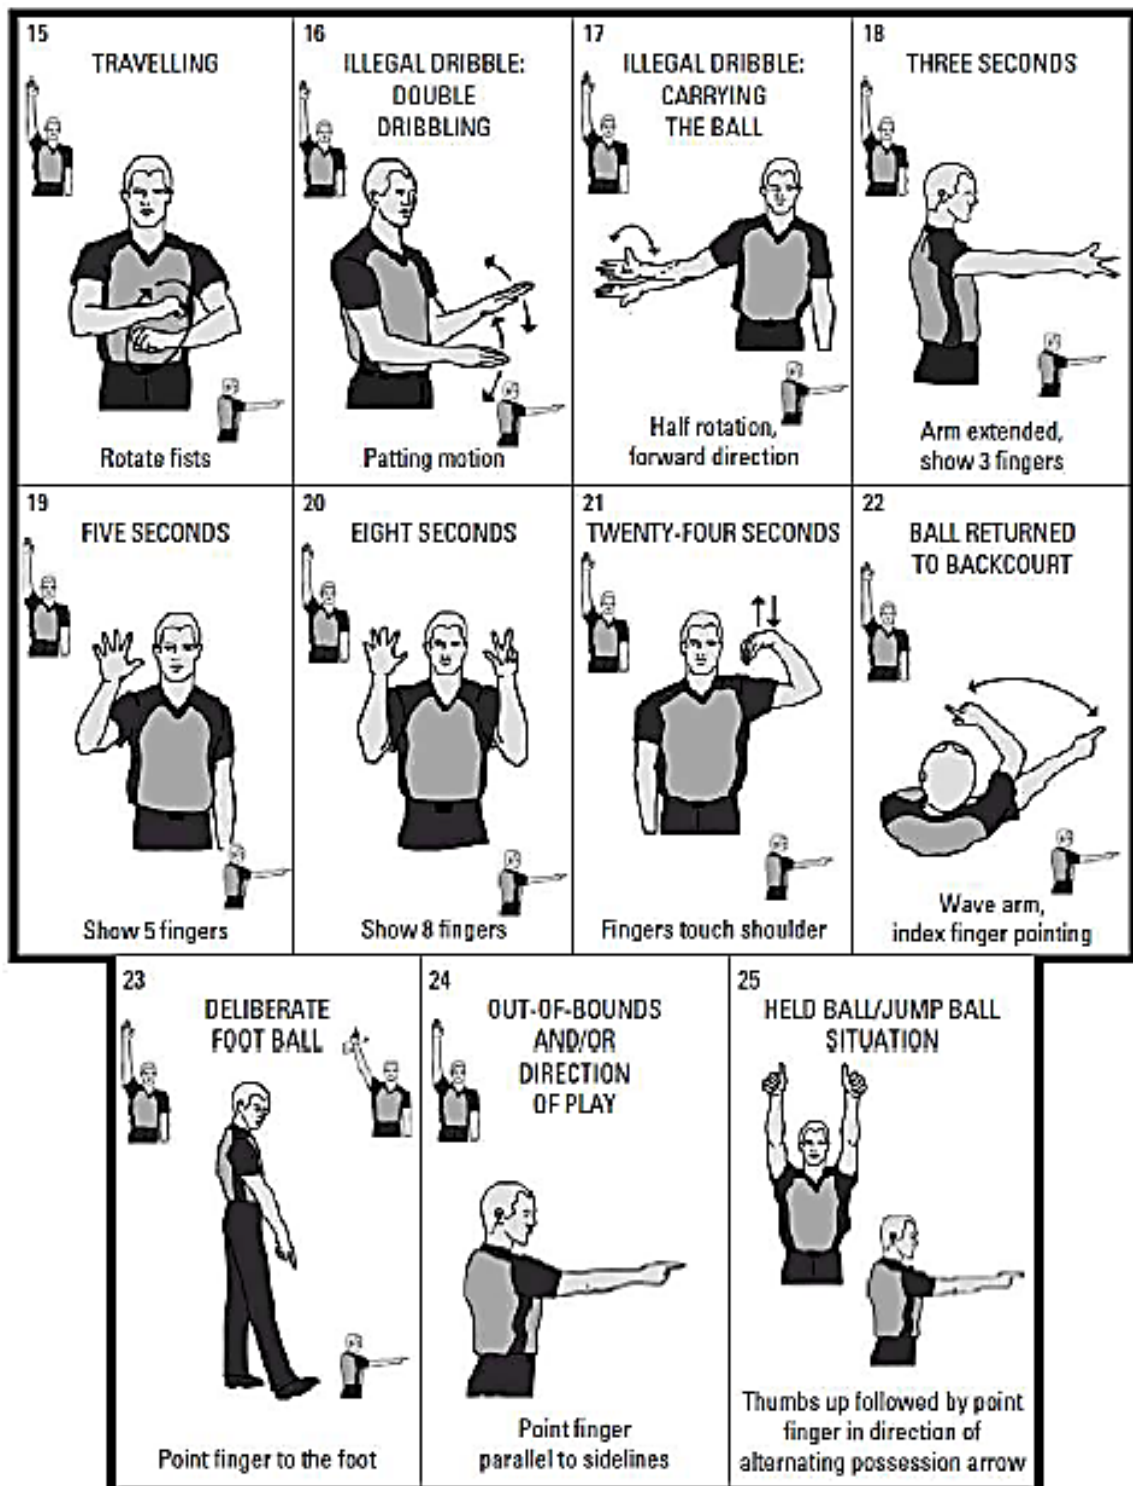 15
TRAVELLING
Rotate fists
16
ILLEGAL DRIBBLE:
DOUBLE
DRIBBLING
Patting motion
17
ILLEGAL DRIBBLE:
CARRYING
THE BALL
Half rotation,
forward direction
18
THREE SECONDS
Arm extended,
show 3 fingers
19
FIVE SECONDS
Show 5 fingers
20
EIGHT SECONDS
Show 8 fingers
21
TWENTY-FOUR SECONDS
Fingers touch shoulder
22
BALL RETURNED
TO BACKCOURT
Wave arm,
index finger pointing
23
DELIBERATE
FOOT BALL
Point finger to the foot
24
OUT-OF-BOUNDS
AND/OR
DIRECTION
OF PLAY
Point finger
parallel to sidelines
25
HELD BALL/JUMP BALL
SITUATION
Thumbs up followed by point
finger in direction of
alternating possession arrow